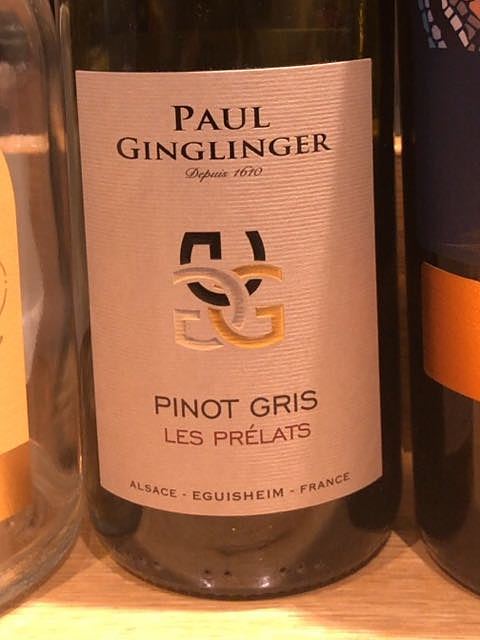 PAUL
GINGLINGER
Depuis 1610
PINOT GRIS
LES PRÉLATS
ALSACE - EGUISHEIM - FRANCE